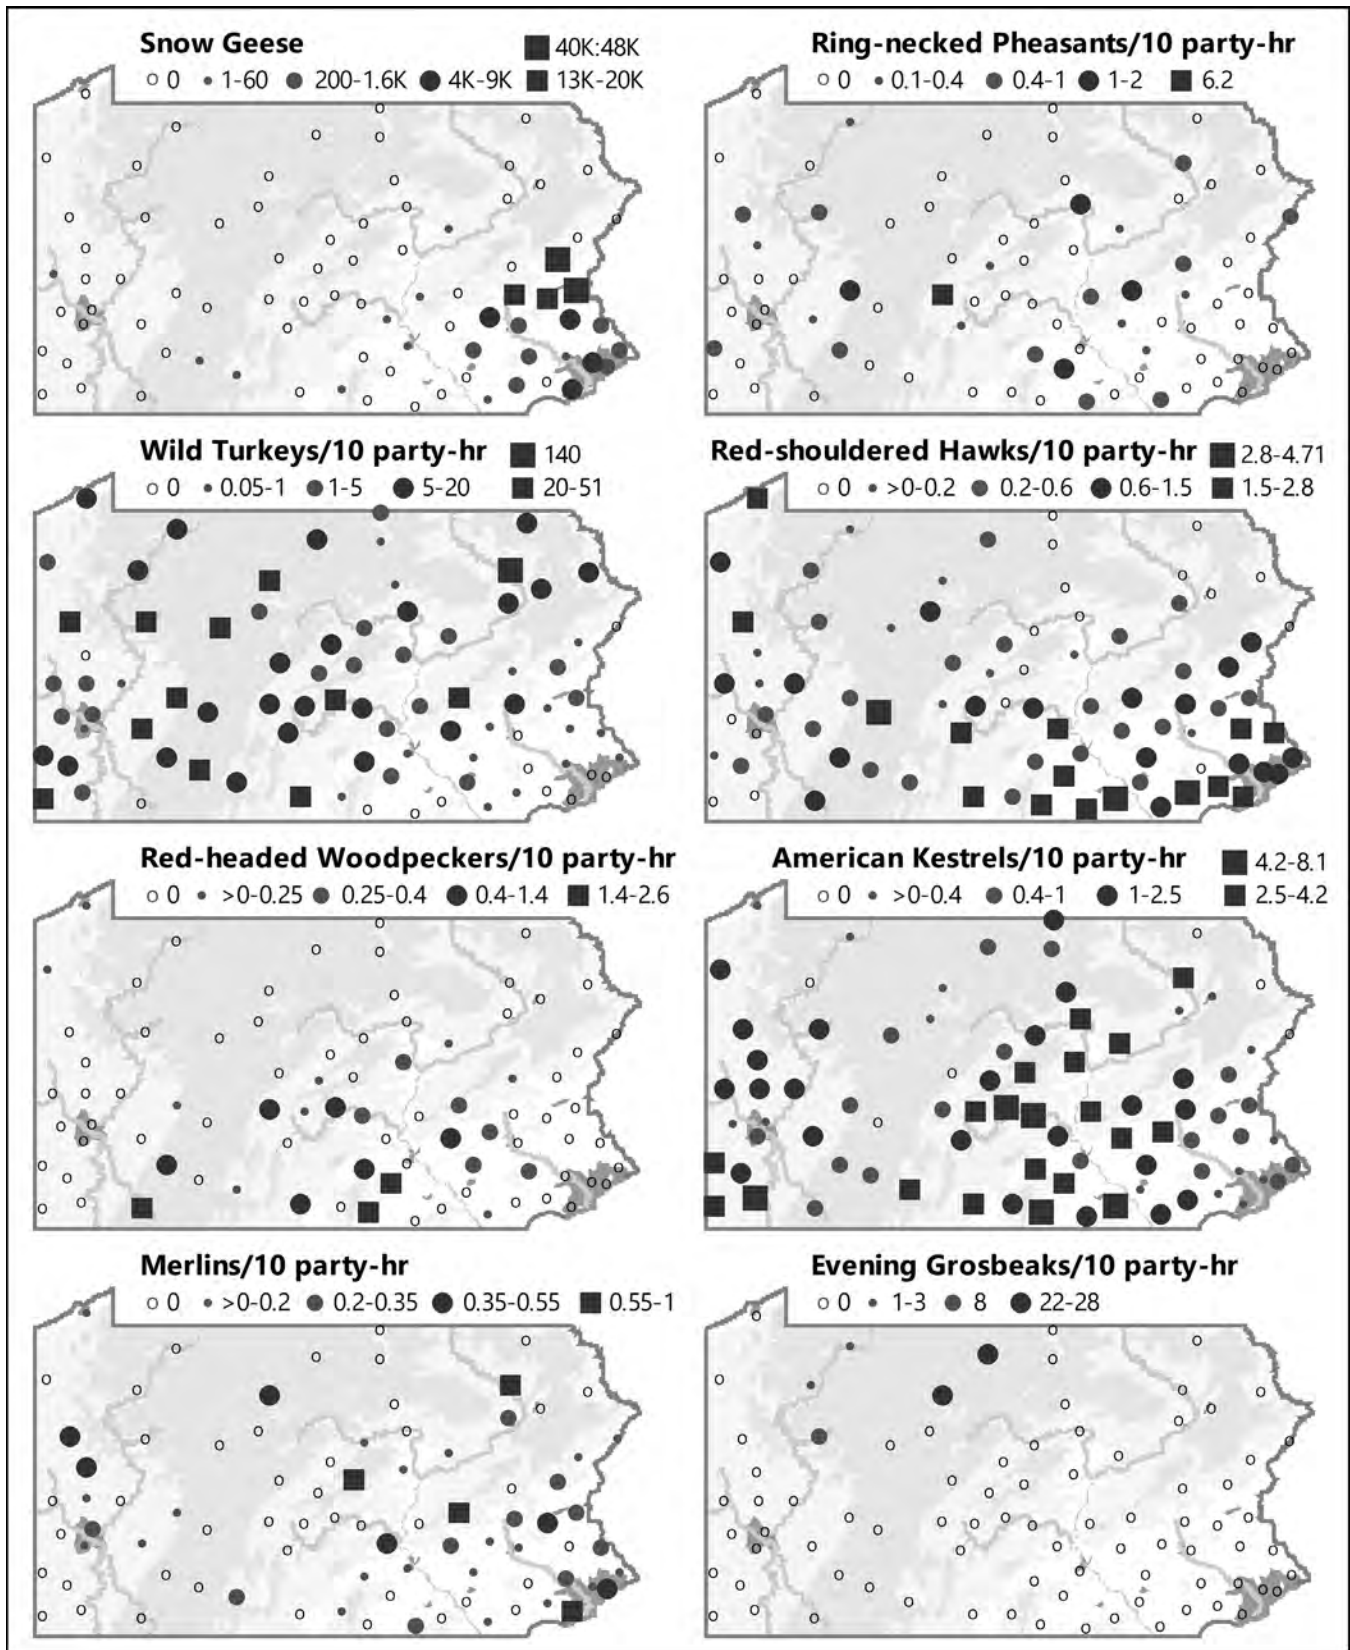 Snow Geese
40K:48K
0 1-60 200-1.6K 4K-9K 13K-20K
Ring-necked Pheasants/10 party-hr
0 0.1-0.4 0.4-1 1-2 6.2
Wild Turkeys/10 party-hr 140
0 0.05-1 1-5 5-20 20-51
Red-shouldered Hawks/10 party-hr 2.8-4.71
0 >0-0.2 0.2-0.6 0.6-1.5 1.5-2.8
Red-headed Woodpeckers/10 party-hr
0 >0-0.25 0.25-0.4 0.4-1.4 1.4-2.6
American Kestrels/10 party-hr 4.2-8.1
0 >0-0.4 0.4-1 1-2.5 2.5-4.2
Merlins/10 party-hr
0 >0-0.2 0.2-0.35 0.35-0.55 0.55-1
Evening Grosbeaks/10 party-hr
0 1-3 8 22-28